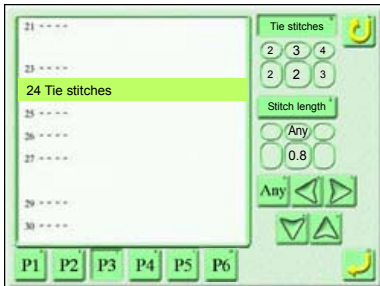 21 ----
23 ----
24 Tie stitches
25 ----
26 ----
27 ----
29 ----
30 ----
Tie stitches
2 3 4
2 2 3
Stitch length
Any
0.8
Any
P1 P2 P3 P4 P5 P6